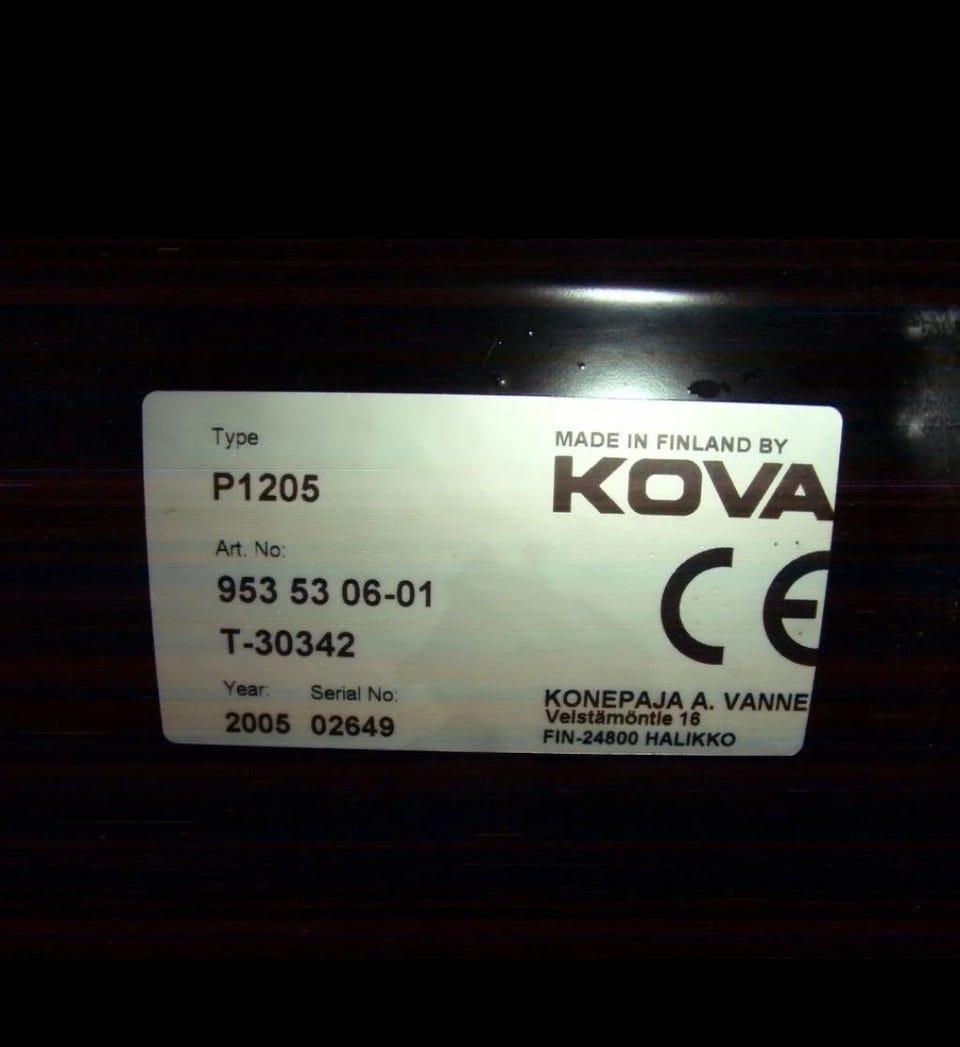 Type
P1205
Art. No:
953 53 06-01
T-30342
Year: Serial No:
2005 02649
MADE IN FINLAND BY
KOVA
CE
KONEPAJA A. VANNE
Veistämöntie 16
FIN-24800 HALIKKO